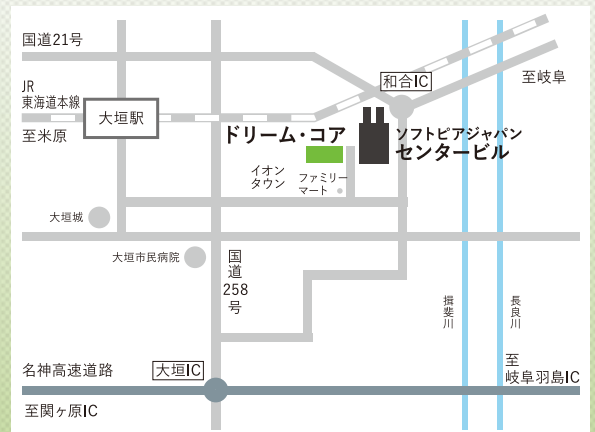 国道21号
和合IC
至岐阜
JR
東海道本線
大垣駅
至米原
ドリーム・コア
ソフトピアジャパン
センタービル
イオン
タウン
ファミリー
マート
大垣城
大垣市民病院
国道258号
揖斐川
長良川
名神高速道路
大垣IC
至
岐阜羽島IC
至関ヶ原IC